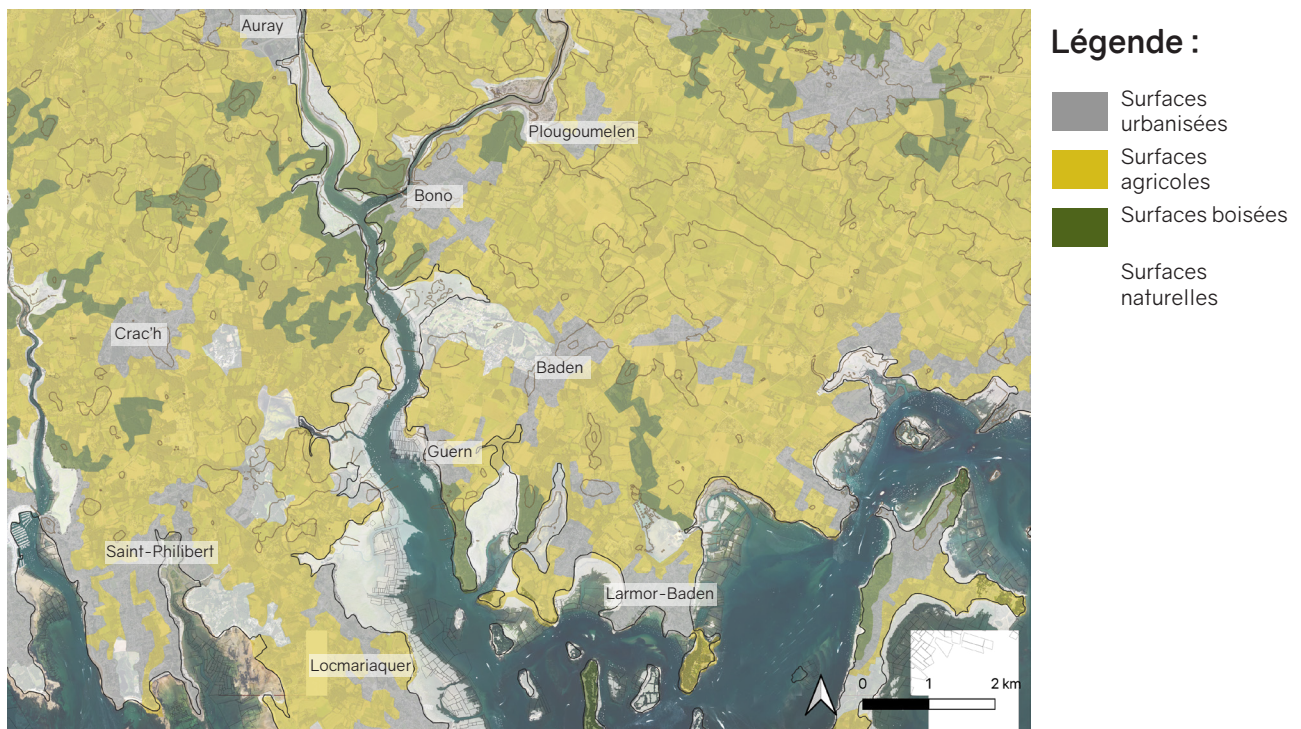 Auray
Plougoumelen
Bono
Crac'h
Baden
Guern
Saint-Philibert
Larmor-Baden
Locmariaquer
0 1 2 km
Légende :
Surfaces
urbanisées
Surfaces
agricoles
Surfaces boisées
Surfaces
naturelles